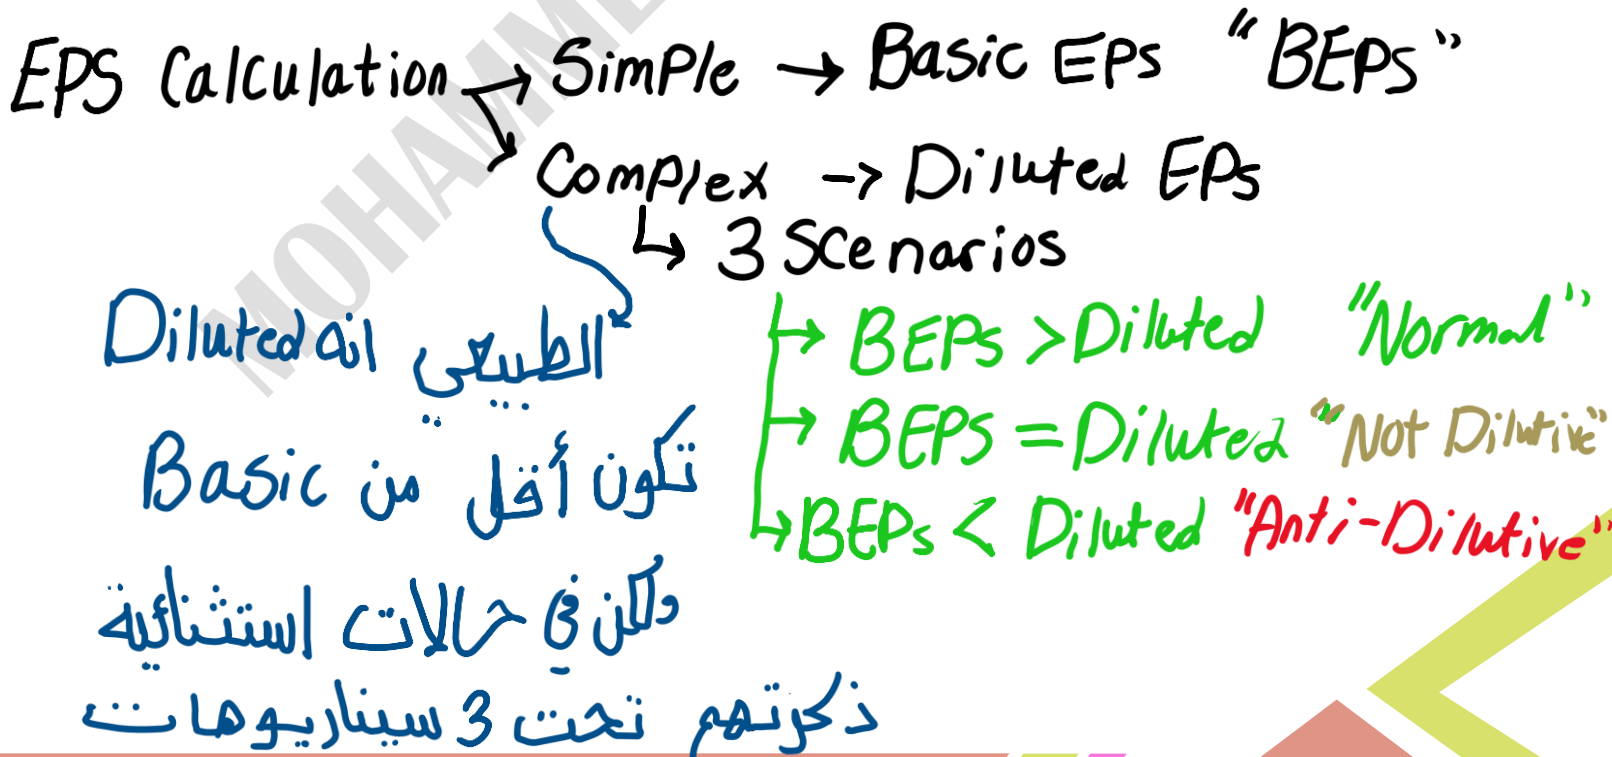 EPS Calculation → Simple → Basic EPS "BEPS"
Complex -> Diluted EPS
↳ 3 Scenarios
→ BEPS > Diluted "Normal"
→ BEPS = Diluted "Not Dilutive"
↳ BEPS < Diluted "Anti-Dilutive"
الطبيعي انه Diluted
تكون أقل من Basic
ولكن في حالات استثنائية
ذكرتهم تحت 3 سيناريوهات
MOHAMME